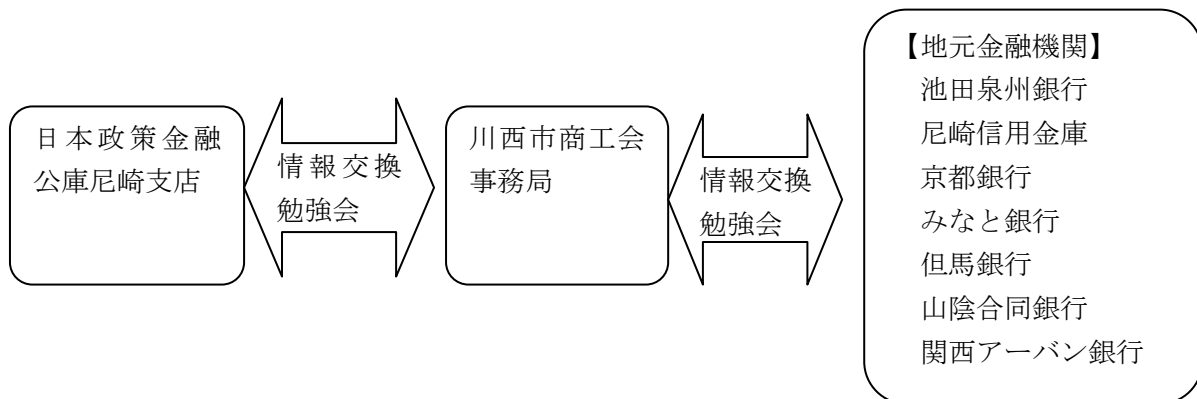 日本政策金融
公庫尼崎支店
情報交換
勉強会
川西市商工会
事務局
情報交換
勉強会
【地元金融機関】
池田泉州銀行
尼崎信用金庫
京都銀行
みなと銀行
但馬銀行
山陰合同銀行
関西アーバン銀行